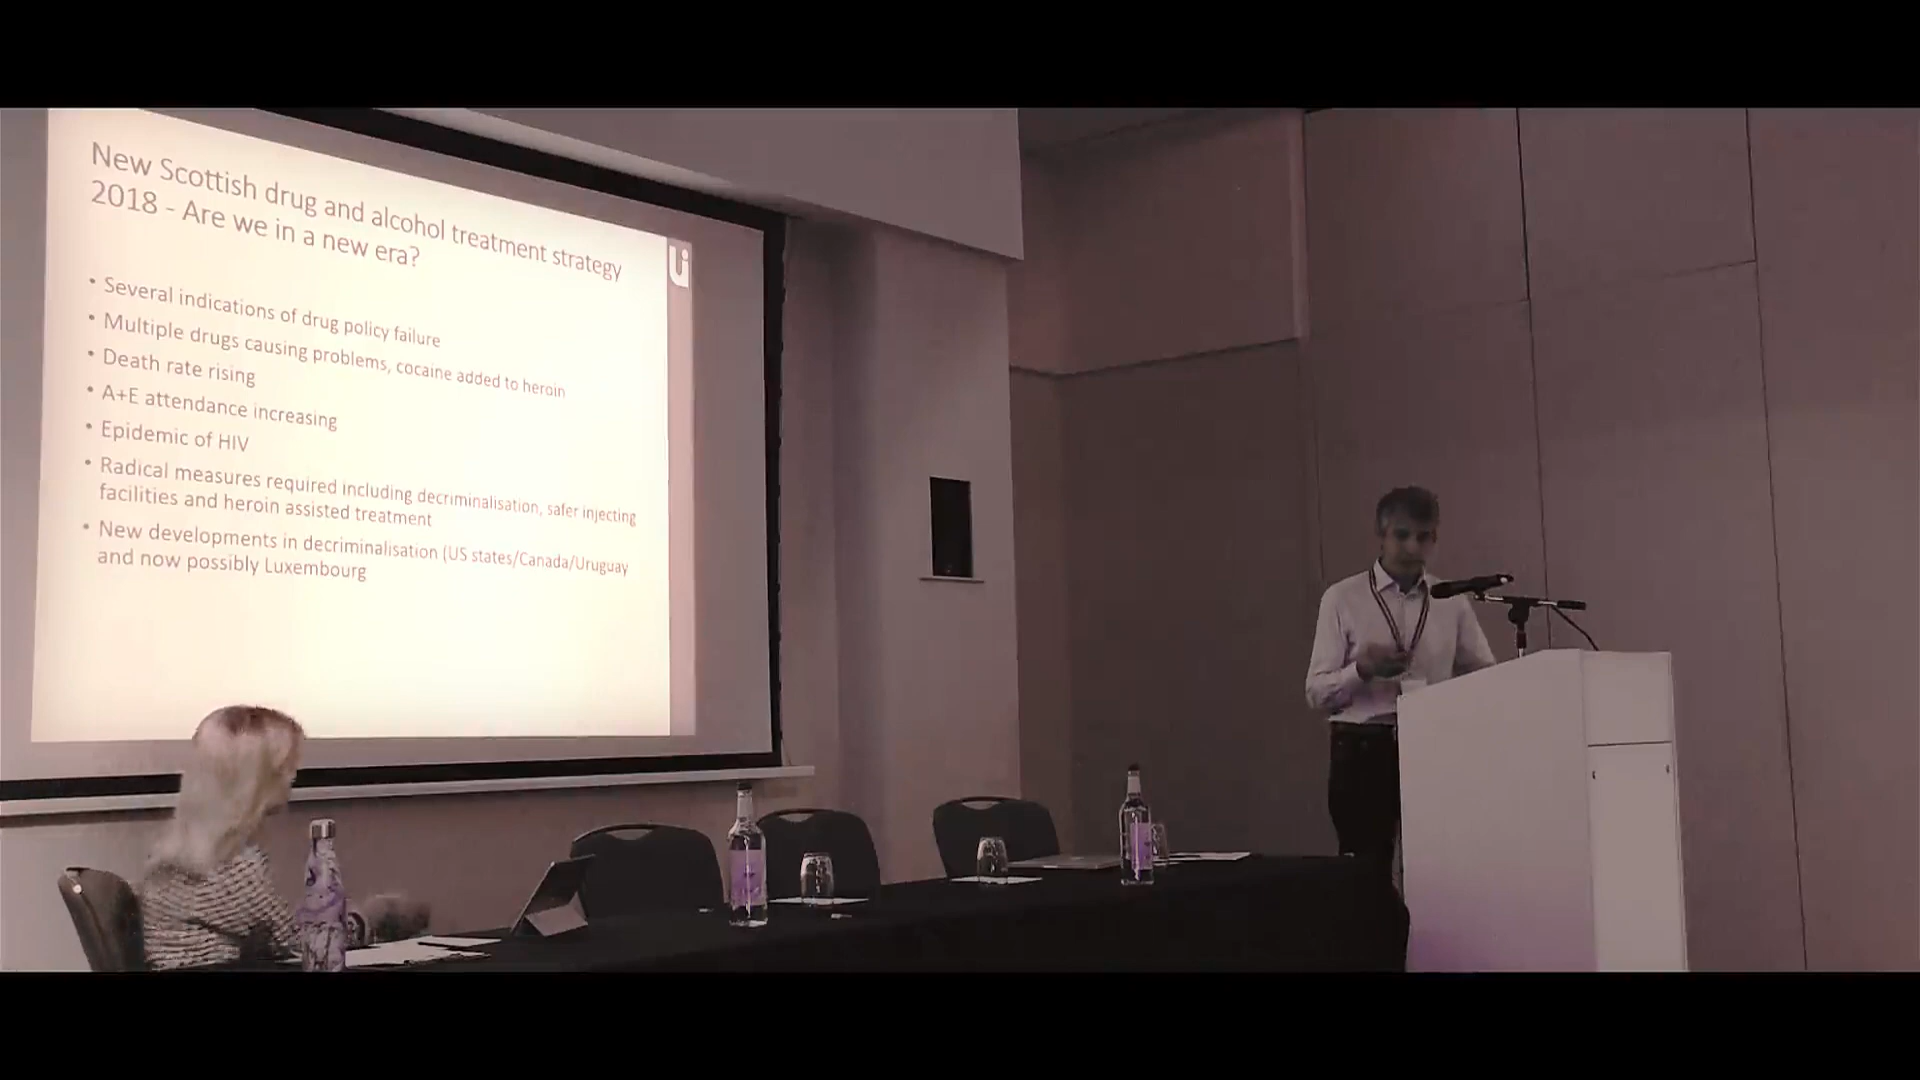 New Scottish drug and alcohol treatment strategy
2018 - Are we in a new era?
• Several indications of drug policy failure
• Multiple drugs causing problems, cocaine added to heroin
• Death rate rising
• A+E attendance increasing
• Epidemic of HIV
• Radical measures required including decriminalisation, safer injecting
facilities and heroin assisted treatment
• New developments in decriminalisation (US states/Canada/Uruguay
and now possibly Luxembourg